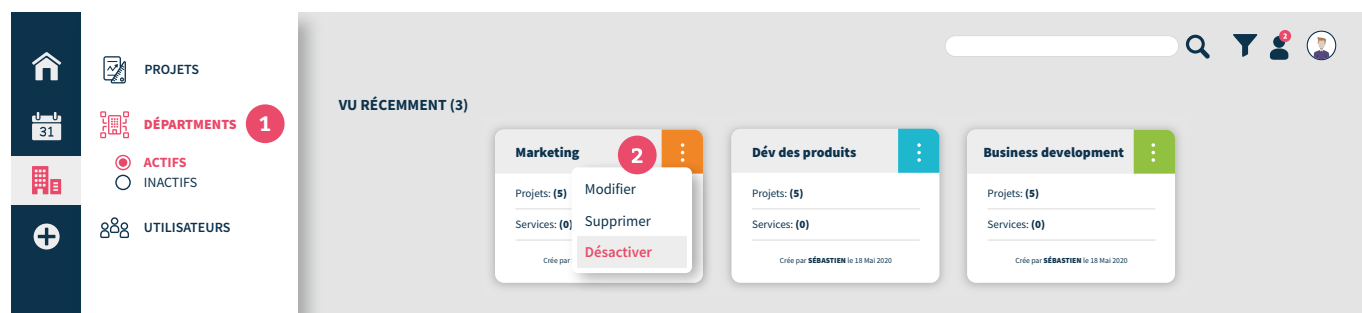 2
PROJETS
VU RÉCEMMENT (3)
31
DÉPARTMENTS 1
ACTIFS
INACTIFS
UTILISATEURS
Marketing 2
Projets: (5)
Services: (0)
Crée par
Modifier
Supprimer
Désactiver
Dév des produits
Projets: (5)
Services: (0)
Crée par SÉBASTIEN le 18 Mai 2020
Business development
Projets: (5)
Services: (0)
Crée par SÉBASTIEN le 18 Mai 2020